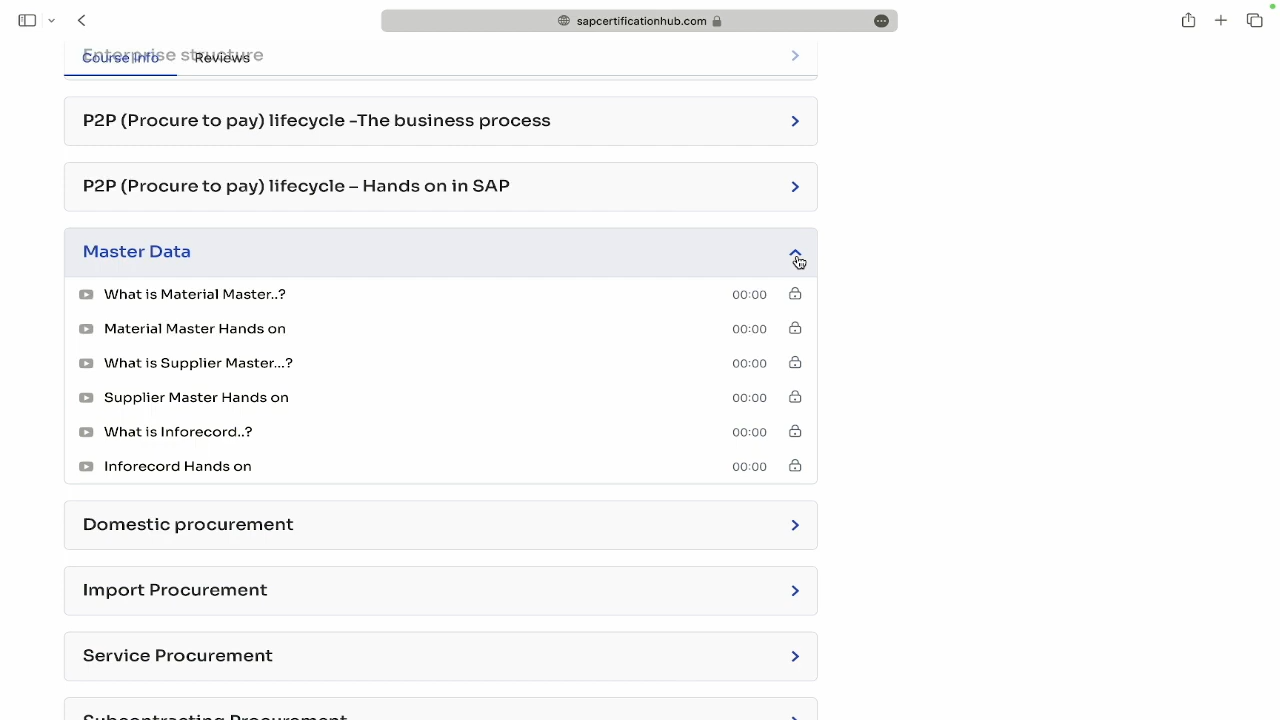 sapcertificationhub.com
Enterprise structure
Course Info
Reviews
P2P (Procure to pay) lifecycle -The business process
P2P (Procure to pay) lifecycle – Hands on in SAP
Master Data
What is Material Master..? 00:00
Material Master Hands on 00:00
What is Supplier Master...? 00:00
Supplier Master Hands on 00:00
What is Inforecord..? 00:00
Inforecord Hands on 00:00
Domestic procurement
Import Procurement
Service Procurement
Subcontracting Procurement